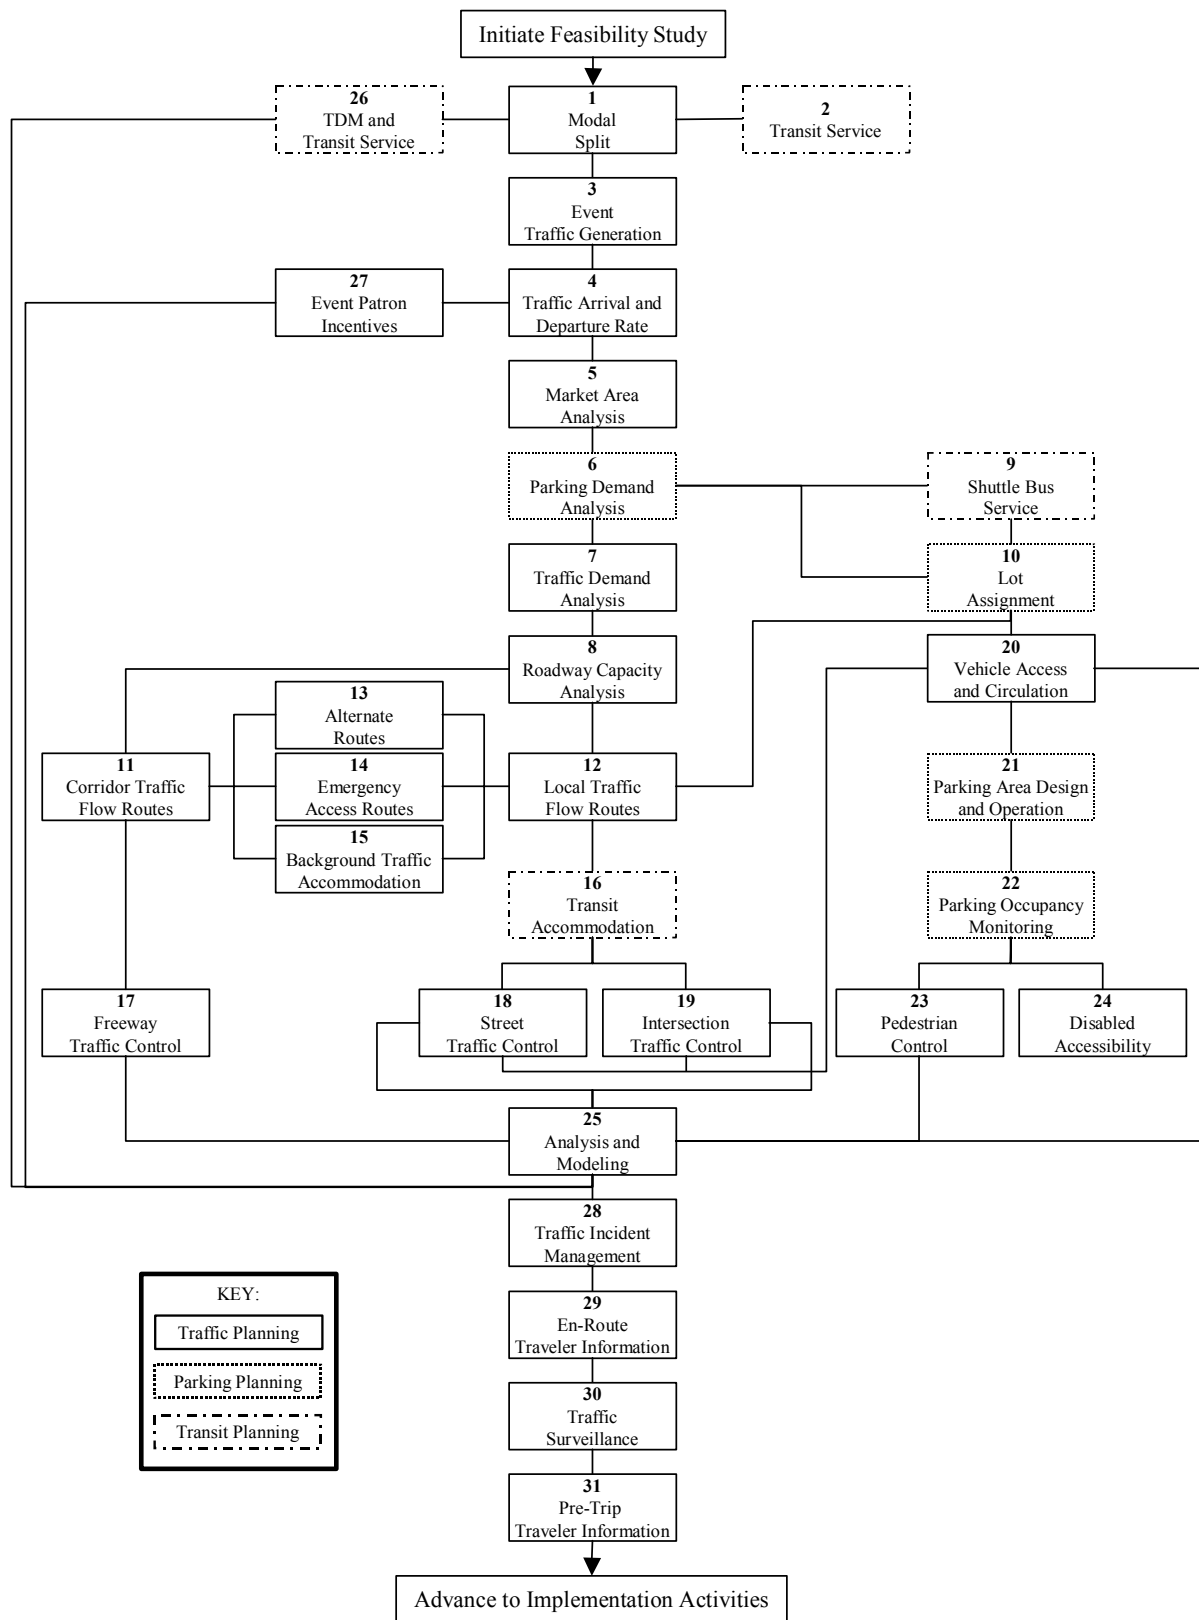 Initiate Feasibility Study
26
TDM and
Transit Service
1
Modal
Split
2
Transit Service
3
Event
Traffic Generation
27
Event Patron
Incentives
4
Traffic Arrival and
Departure Rate
5
Market Area
Analysis
6
Parking Demand
Analysis
9
Shuttle Bus
Service
7
Traffic Demand
Analysis
10
Lot
Assignment
8
Roadway Capacity
Analysis
20
Vehicle Access
and Circulation
13
Alternate
Routes
11
Corridor Traffic
Flow Routes
14
Emergency
Access Routes
12
Local Traffic
Flow Routes
21
Parking Area Design
and Operation
15
Background Traffic
Accommodation
16
Transit
Accommodation
22
Parking Occupancy
Monitoring
17
Freeway
Traffic Control
18
Street
Traffic Control
19
Intersection
Traffic Control
23
Pedestrian
Control
24
Disabled
Accessibility
25
Analysis and
Modeling
28
Traffic Incident
Management
KEY:
Traffic Planning
Parking Planning
Transit Planning
29
En-Route
Traveler Information
30
Traffic
Surveillance
31
Pre-Trip
Traveler Information
Advance to Implementation Activities